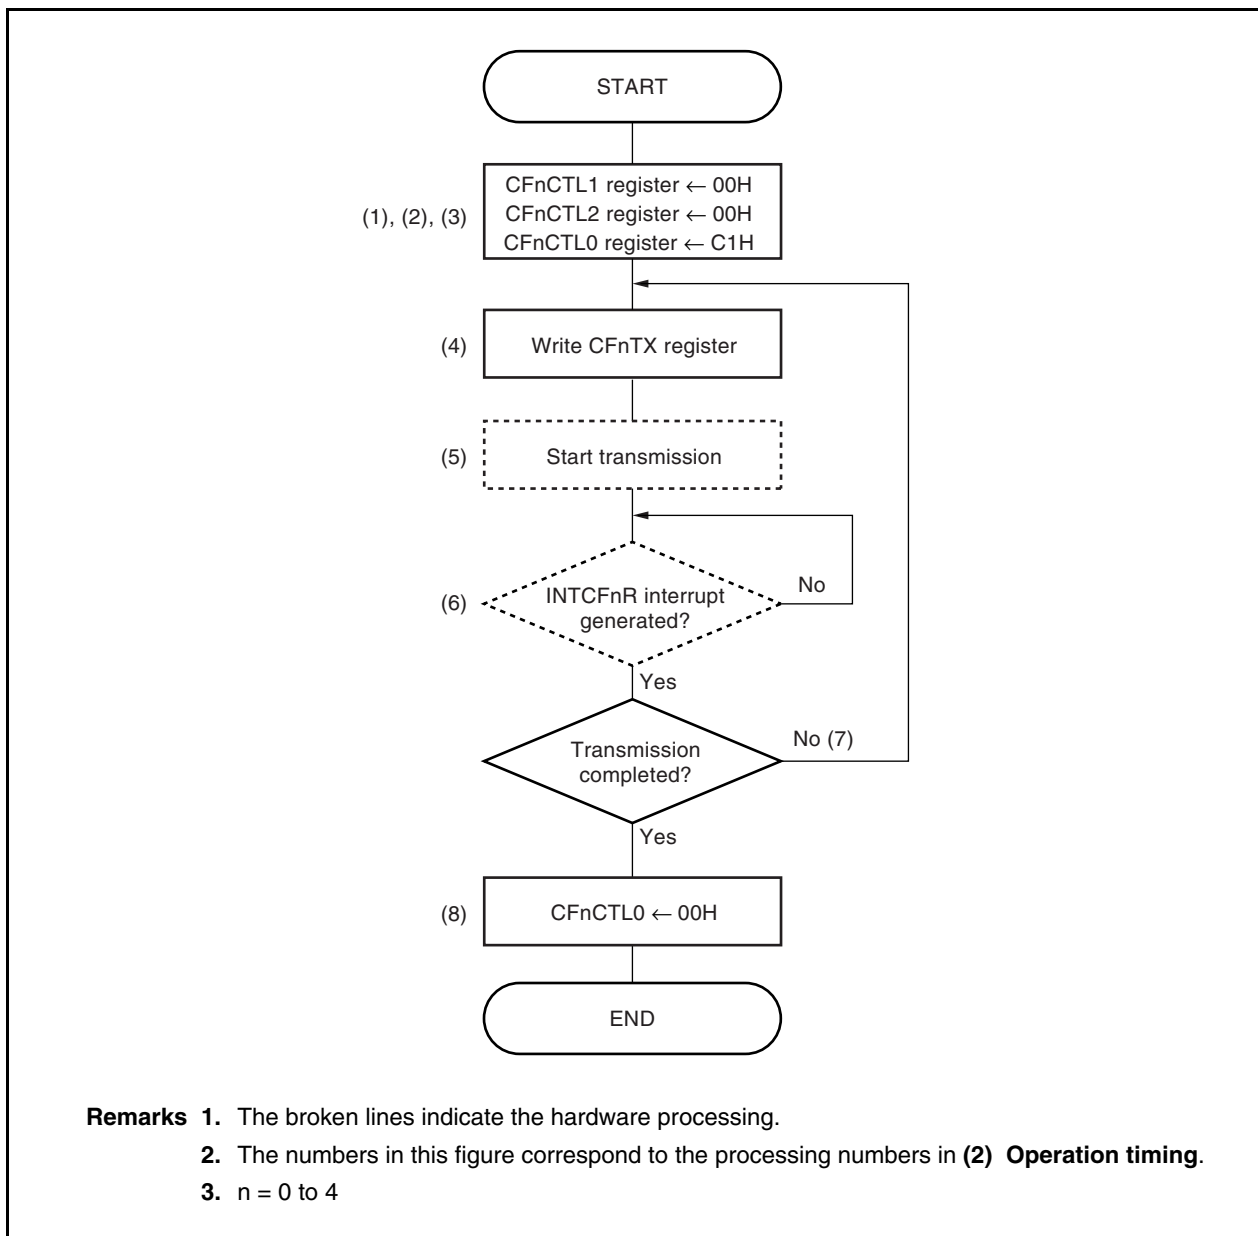 START
(1), (2), (3)
CFnCTL1 register ← 00H
CFnCTL2 register ← 00H
CFnCTL0 register ← C1H
(4)
Write CFnTX register
(5)
Start transmission
(6)
INTCFnR interrupt
generated?
No
Yes
Transmission
completed?
No (7)
Yes
(8)
CFnCTL0 ← 00H
END
Remarks 1. The broken lines indicate the hardware processing.
2. The numbers in this figure correspond to the processing numbers in (2) Operation timing.
3. n = 0 to 4